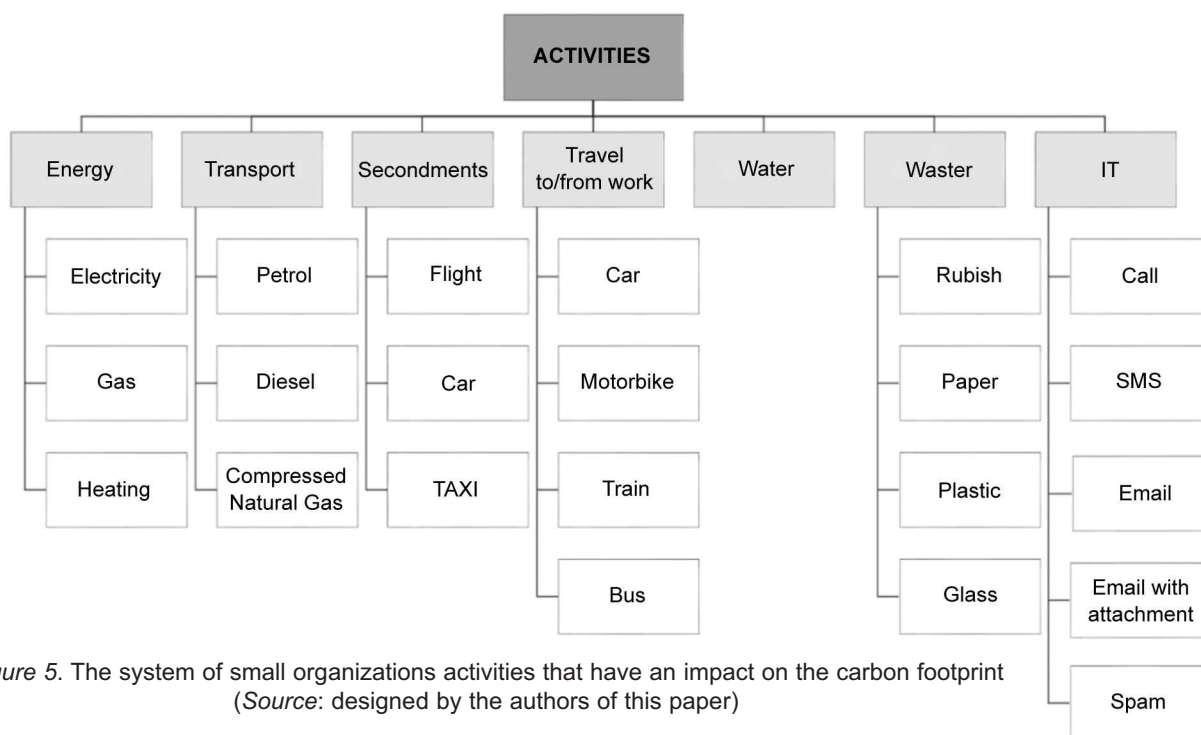 ACTIVITIES
Energy
Transport
Secondments
Travel
to/from work
Water
Waster
IT
Electricity
Petrol
Flight
Car
Rubish
Call
Gas
Diesel
Car
Motorbike
Paper
SMS
Heating
Compressed
Natural Gas
TAXI
Train
Plastic
Email
Bus
Glass
Email with
attachment
ure 5. The system of small organizations activities that have an impact on the carbon footprint
(Source: designed by the authors of this paper)
Spam